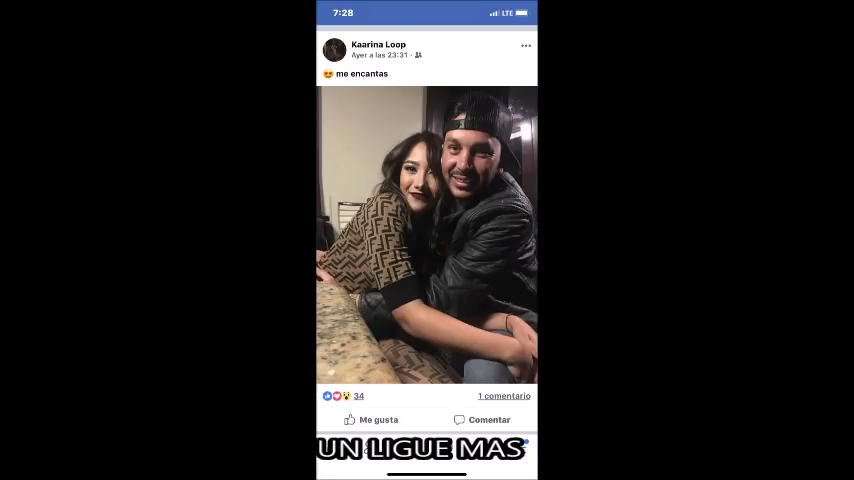 7:28
LTE
Kaarina Loop
Ayer a las 23:31 ·
😍 me encantas
34
1 comentario
Me gusta
Comentar
UN LIGUE MAS